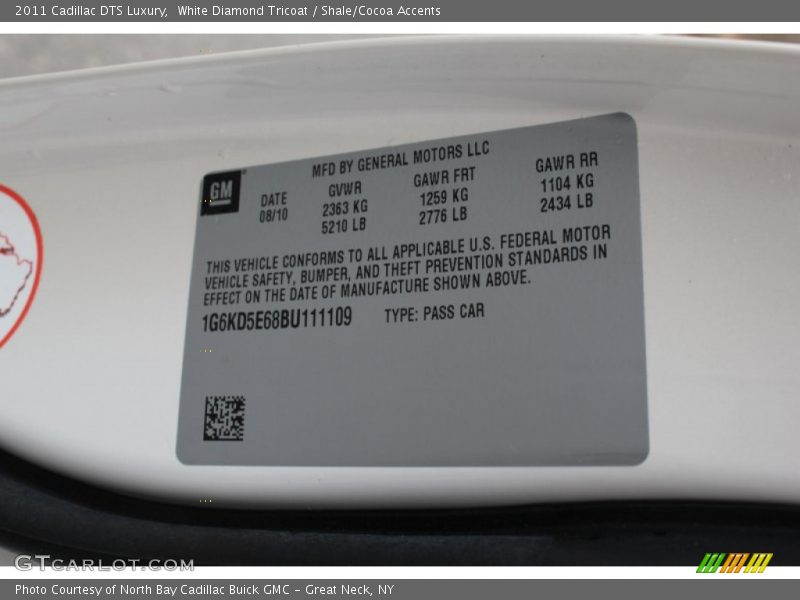 2011 Cadillac DTS Luxury,  White Diamond Tricoat / Shale/Cocoa Accents
MFD BY GENERAL MOTORS LLC
GM
DATE GVWR GAWR FRT GAWR RR
08/10 2363 KG 1259 KG 1104 KG
5210 LB 2776 LB 2434 LB
THIS VEHICLE CONFORMS TO ALL APPLICABLE U.S. FEDERAL MOTOR
VEHICLE SAFETY, BUMPER, AND THEFT PREVENTION STANDARDS IN
EFFECT ON THE DATE OF MANUFACTURE SHOWN ABOVE.
1G6KD5E68BU111109 TYPE: PASS CAR
GTCARLOT.COM
Photo Courtesy of North Bay Cadillac Buick GMC - Great Neck, NY